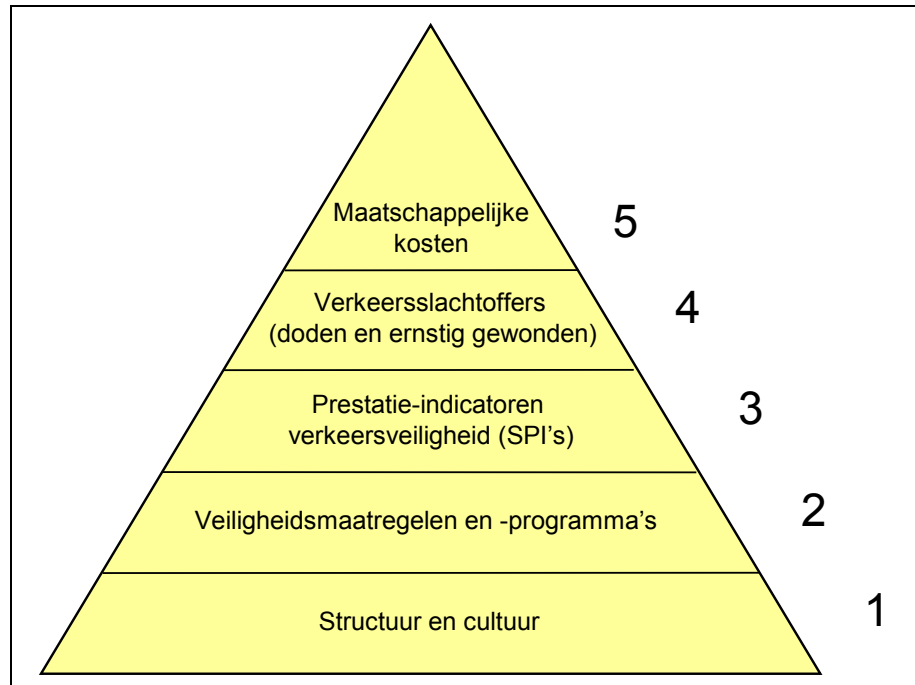 Maatschappelijke
kosten
5
Verkeersslachtoffers
(doden en ernstig gewonden)
4
Prestatie-indicatoren
verkeersveiligheid (SPI's)
3
Veiligheidsmaatregelen en -programma's
2
Structuur en cultuur
1